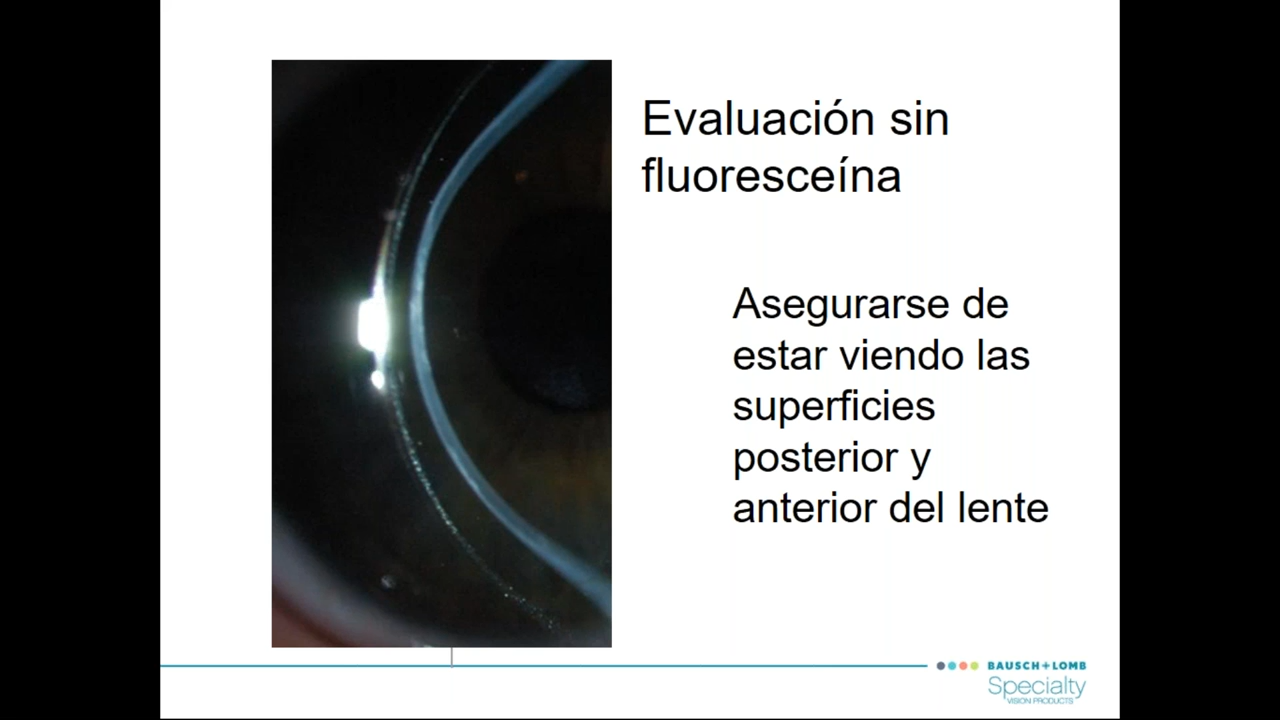 Evaluación sin
fluoresceína
Asegurarse de
estar viendo las
superficies
posterior y
anterior del lente
BAUSCH+LOMB
Specialty
VISION PRODUCTS